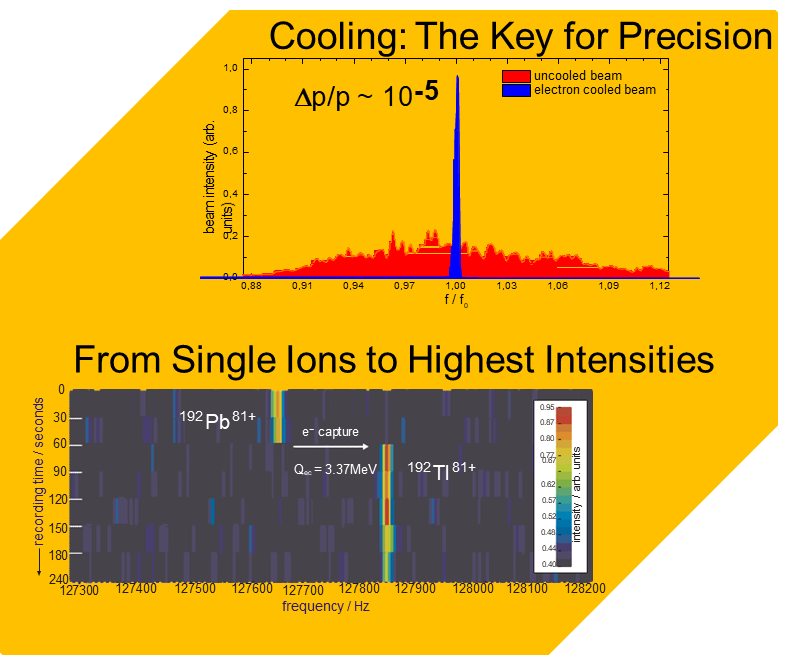 Cooling: The Key for Precision
Δp/p ~ 10-5
uncooled beam
electron cooled beam
beam intensity (arb.
units)
1,0
0,8
0,6
0,4
0,2
0,0
0,88 0,91 0,94 0,97 1,00 1,03 1,06 1,09 1,12
f / f₀
From Single Ions to Highest Intensities
recording time / seconds
0
30
60
90
120
150
180
240
¹⁹²Pb⁸¹⁺
e⁻ capture
Qₑc = 3.37MeV
¹⁹²Tl⁸¹⁺
0.95
0.87
0.80
0.77
0.67
0.62
0.57
0.52
0.48
0.44
0.40
intensity / arb. units
127300 127400 127500 127600 127700 127800 127900 128000 128100 128200
frequency / Hz